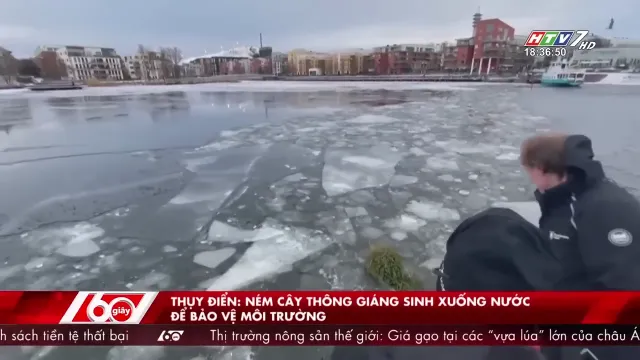 HTV7 HD
18:36:50
60 giây
THỤY ĐIỂN: NÉM CÂY THÔNG GIÁNG SINH XUỐNG NƯỚC
ĐỂ BẢO VỆ MÔI TRƯỜNG
h sách tiền tệ thất bại 60 Thị trường nông sản thế giới: Giá gạo tại các "vựa lúa" lớn của châu Á